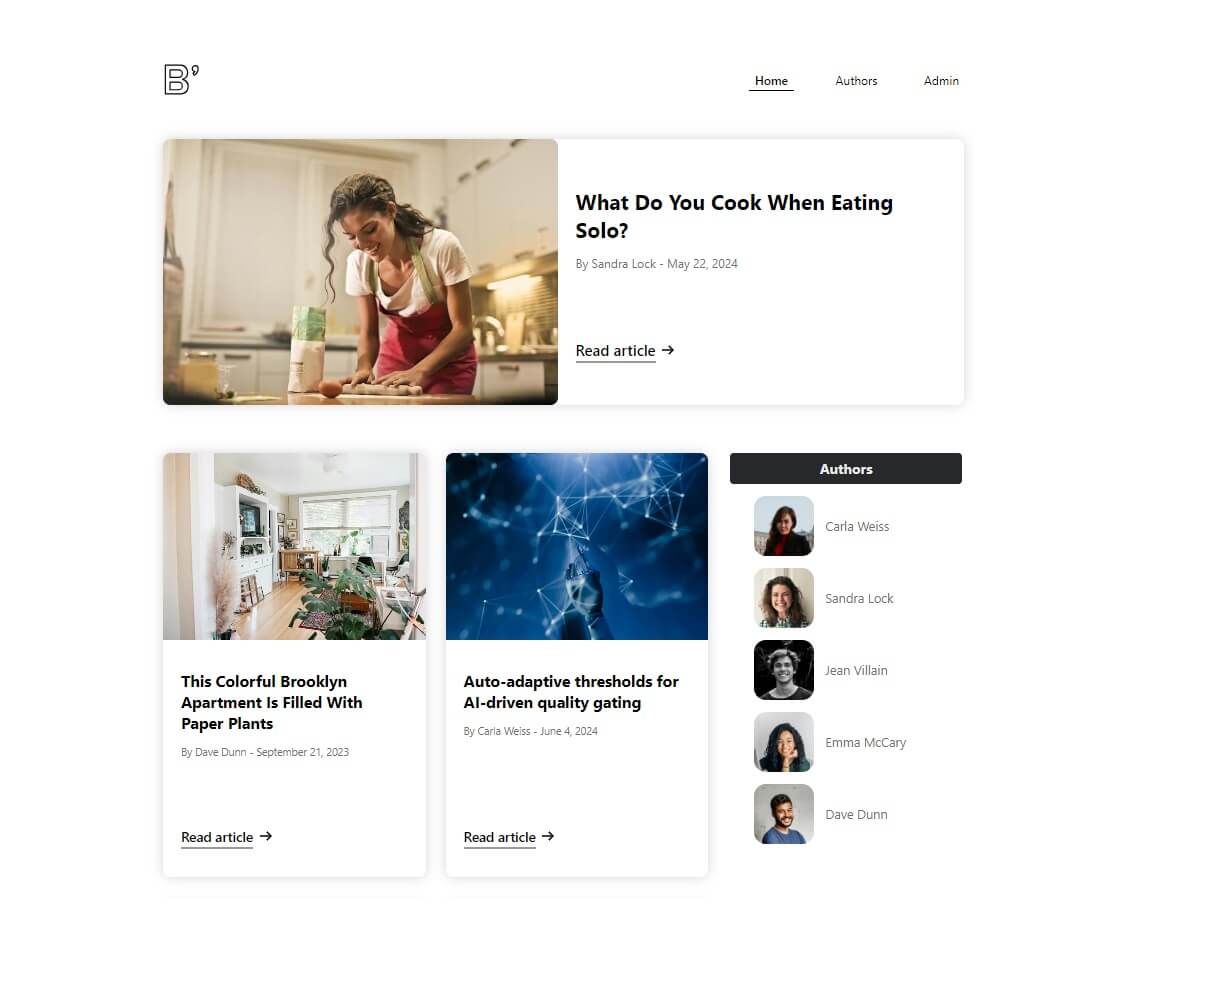 B’
Home
Authors
Admin
What Do You Cook When Eating
Solo?
By Sandra Lock - May 22, 2024
Read article →
This Colorful Brooklyn
Apartment Is Filled With
Paper Plants
By Dave Dunn - September 21, 2023
Read article →
Auto-adaptive thresholds for
AI-driven quality gating
By Carla Weiss - June 4, 2024
Read article →
Authors
Carla Weiss
Sandra Lock
Jean Villain
Emma McCary
Dave Dunn